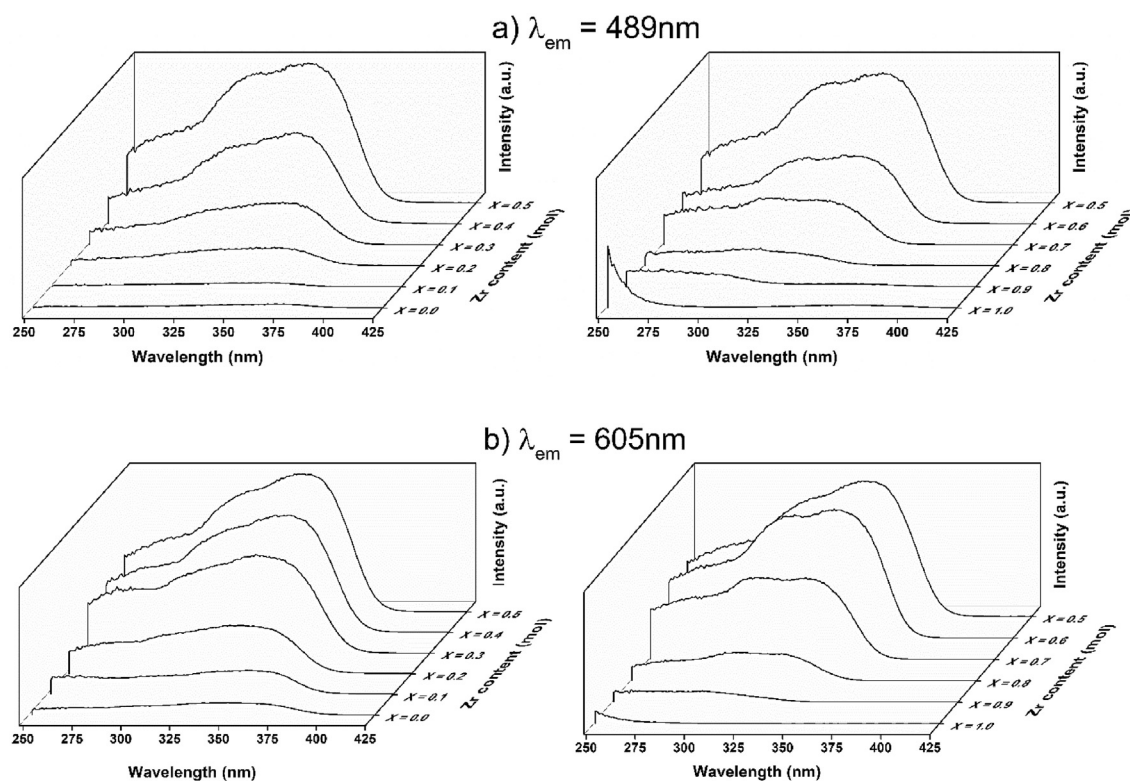 a) λem = 489nm
Intensity (a.u.)
X = 0.5
X = 0.4
X = 0.3
X = 0.2
X = 0.1
X = 0.0
Zr content (mol)
250 275 300 325 350 375 400 425
Wavelength (nm)
Intensity (a.u.)
X = 0.5
X = 0.6
X = 0.7
X = 0.8
X = 0.9
X = 1.0
Zr content (mol)
250 275 300 325 350 375 400 425
Wavelength (nm)
b) λem = 605nm
Intensity (a.u.)
X = 0.5
X = 0.4
X = 0.3
X = 0.2
X = 0.1
X = 0.0
Zr content (mol)
250 275 300 325 350 375 400 425
Wavelength (nm)
Intensity (a.u.)
X = 0.5
X = 0.6
X = 0.7
X = 0.8
X = 0.9
X = 1.0
Zr content (mol)
250 275 300 325 350 375 400 425
Wavelength (nm)